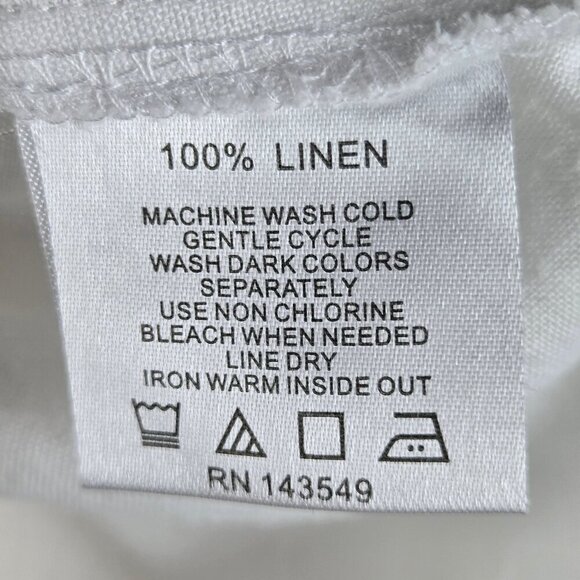 100% LINEN
MACHINE WASH COLD
GENTLE CYCLE
WASH DARK COLORS
SEPARATELY
USE NON CHLORINE
BLEACH WHEN NEEDED
LINE DRY
IRON WARM INSIDE OUT
RN 143549